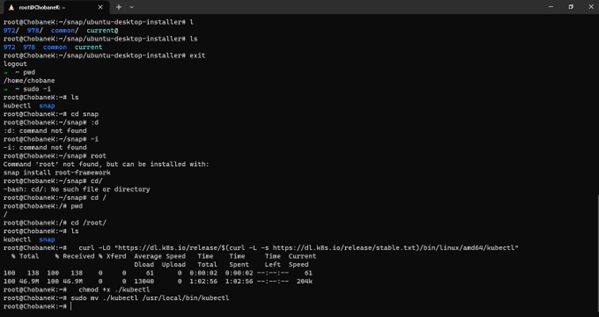 root@ChobaneK: ~
root@ChobaneK:~/snap/ubuntu-desktop-installer# l
972/  978/  common/  current@
root@ChobaneK:~/snap/ubuntu-desktop-installer# ls
972  978  common  current
root@ChobaneK:~/snap/ubuntu-desktop-installer# exit
logout
→ ~ pwd
/home/chobane
→ ~ sudo -i
root@ChobaneK:~# ls
kubectl  snap
root@ChobaneK:~# cd snap
root@ChobaneK:~/snap# :d
:d: command not found
root@ChobaneK:~/snap# -i
-i: command not found
root@ChobaneK:~/snap# root
Command 'root' not found, but can be installed with:
snap install root-framework
root@ChobaneK:~/snap# cd/
-bash: cd/: No such file or directory
root@ChobaneK:~/snap# cd /
root@ChobaneK:/# pwd
/
root@ChobaneK:/# cd /root/
root@ChobaneK:~# ls
kubectl  snap
root@ChobaneK:~#   curl -LO "https://dl.k8s.io/release/$(curl -L -s https://dl.k8s.io/release/stable.txt)/bin/linux/amd64/kubectl"
  % Total    % Received % Xferd  Average Speed   Time    Time     Time  Current
                                 Dload  Upload   Total   Spent    Left  Speed
100   138  100   138    0     0     61      0  0:00:02  0:00:02 --:--:--    61
100 46.9M  100 46.9M    0     0  13040      0  1:02:56  1:02:56 --:--:--  204k
root@ChobaneK:~#   chmod +x ./kubectl
root@ChobaneK:~# sudo mv ./kubectl /usr/local/bin/kubectl
root@ChobaneK:~#